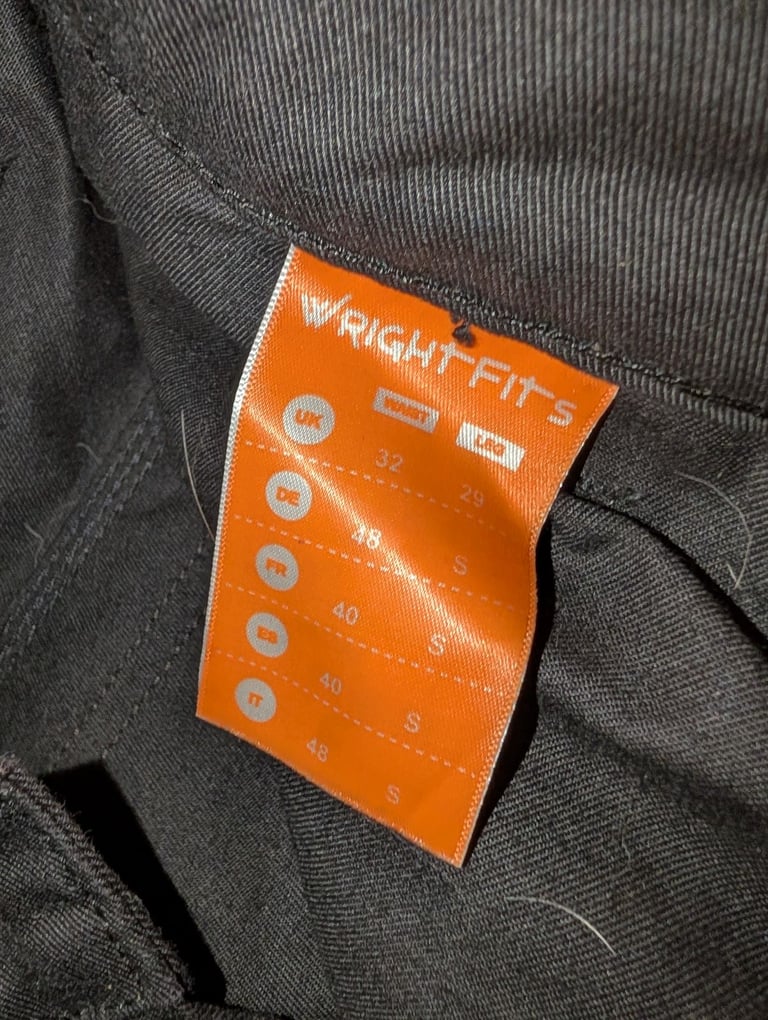 WRIGHTFITS
UK WAIST LEG
32 29
DE 48 S
FR 40 S
ES 40 S
IT 48 S